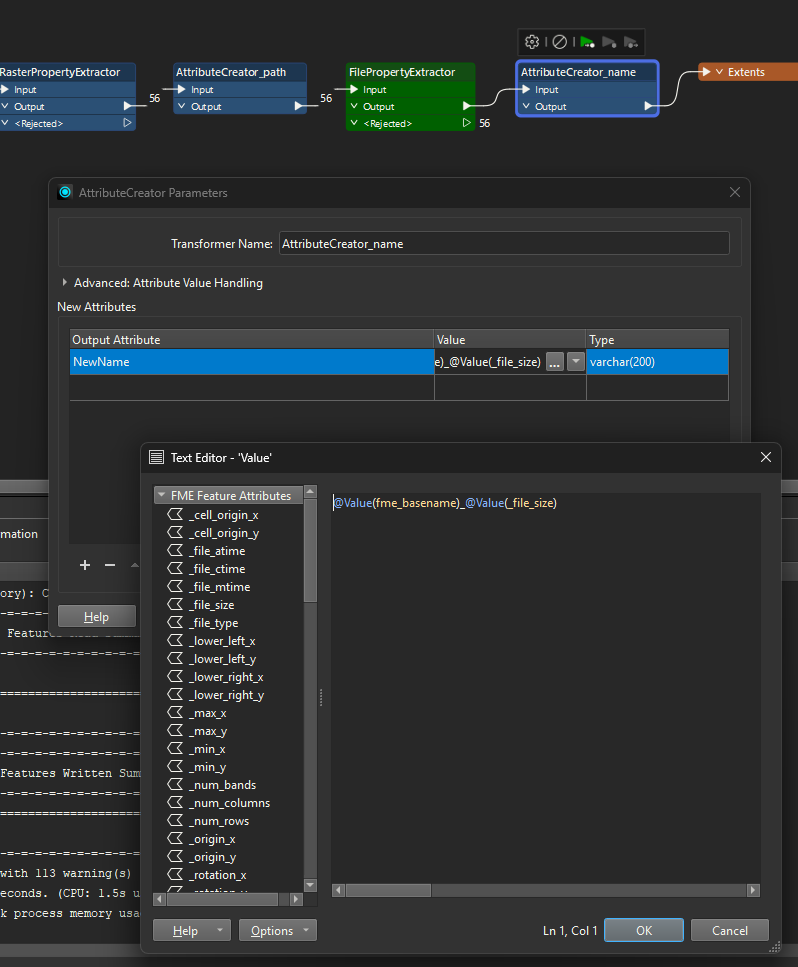 RasterPropertyExtractor
Input
Output
<Rejected>
56
AttributeCreator_path
Input
Output
56
FilePropertyExtractor
Input
Output
<Rejected>
56
AttributeCreator_name
Input
Output
Extents
AttributeCreator Parameters
Transformer Name: AttributeCreator_name
Advanced: Attribute Value Handling
New Attributes
Output Attribute Value Type
NewName e)_@Value(_file_size) ... varchar(200)
Help
Text Editor - 'Value'
FME Feature Attributes
_cell_origin_x
_cell_origin_y
_file_atime
_file_ctime
_file_mtime
_file_size
_file_type
_lower_left_x
_lower_left_y
_lower_right_x
_lower_right_y
_max_x
_max_y
_min_x
_min_y
_num_bands
_num_columns
_num_rows
_origin_x
_origin_y
_rotation_x
@Value(fme_basename)_@Value(_file_size)
Help
Options
Ln 1, Col 1
OK
Cancel
mation
ory): C
-=-=-=-=-=-=-=-=
Features
-=-=-=-=-=-=-=-=
================
-=-=-=-=-=-=-=-=
-=-=-=-=-=-=-=-=
Features Written Sum
-=-=-=-=-=-=-=-=
================
-=-=-=-=-=-=-=-=
with 113 warning(s)
econds. (CPU: 1.5s u
k process memory usa